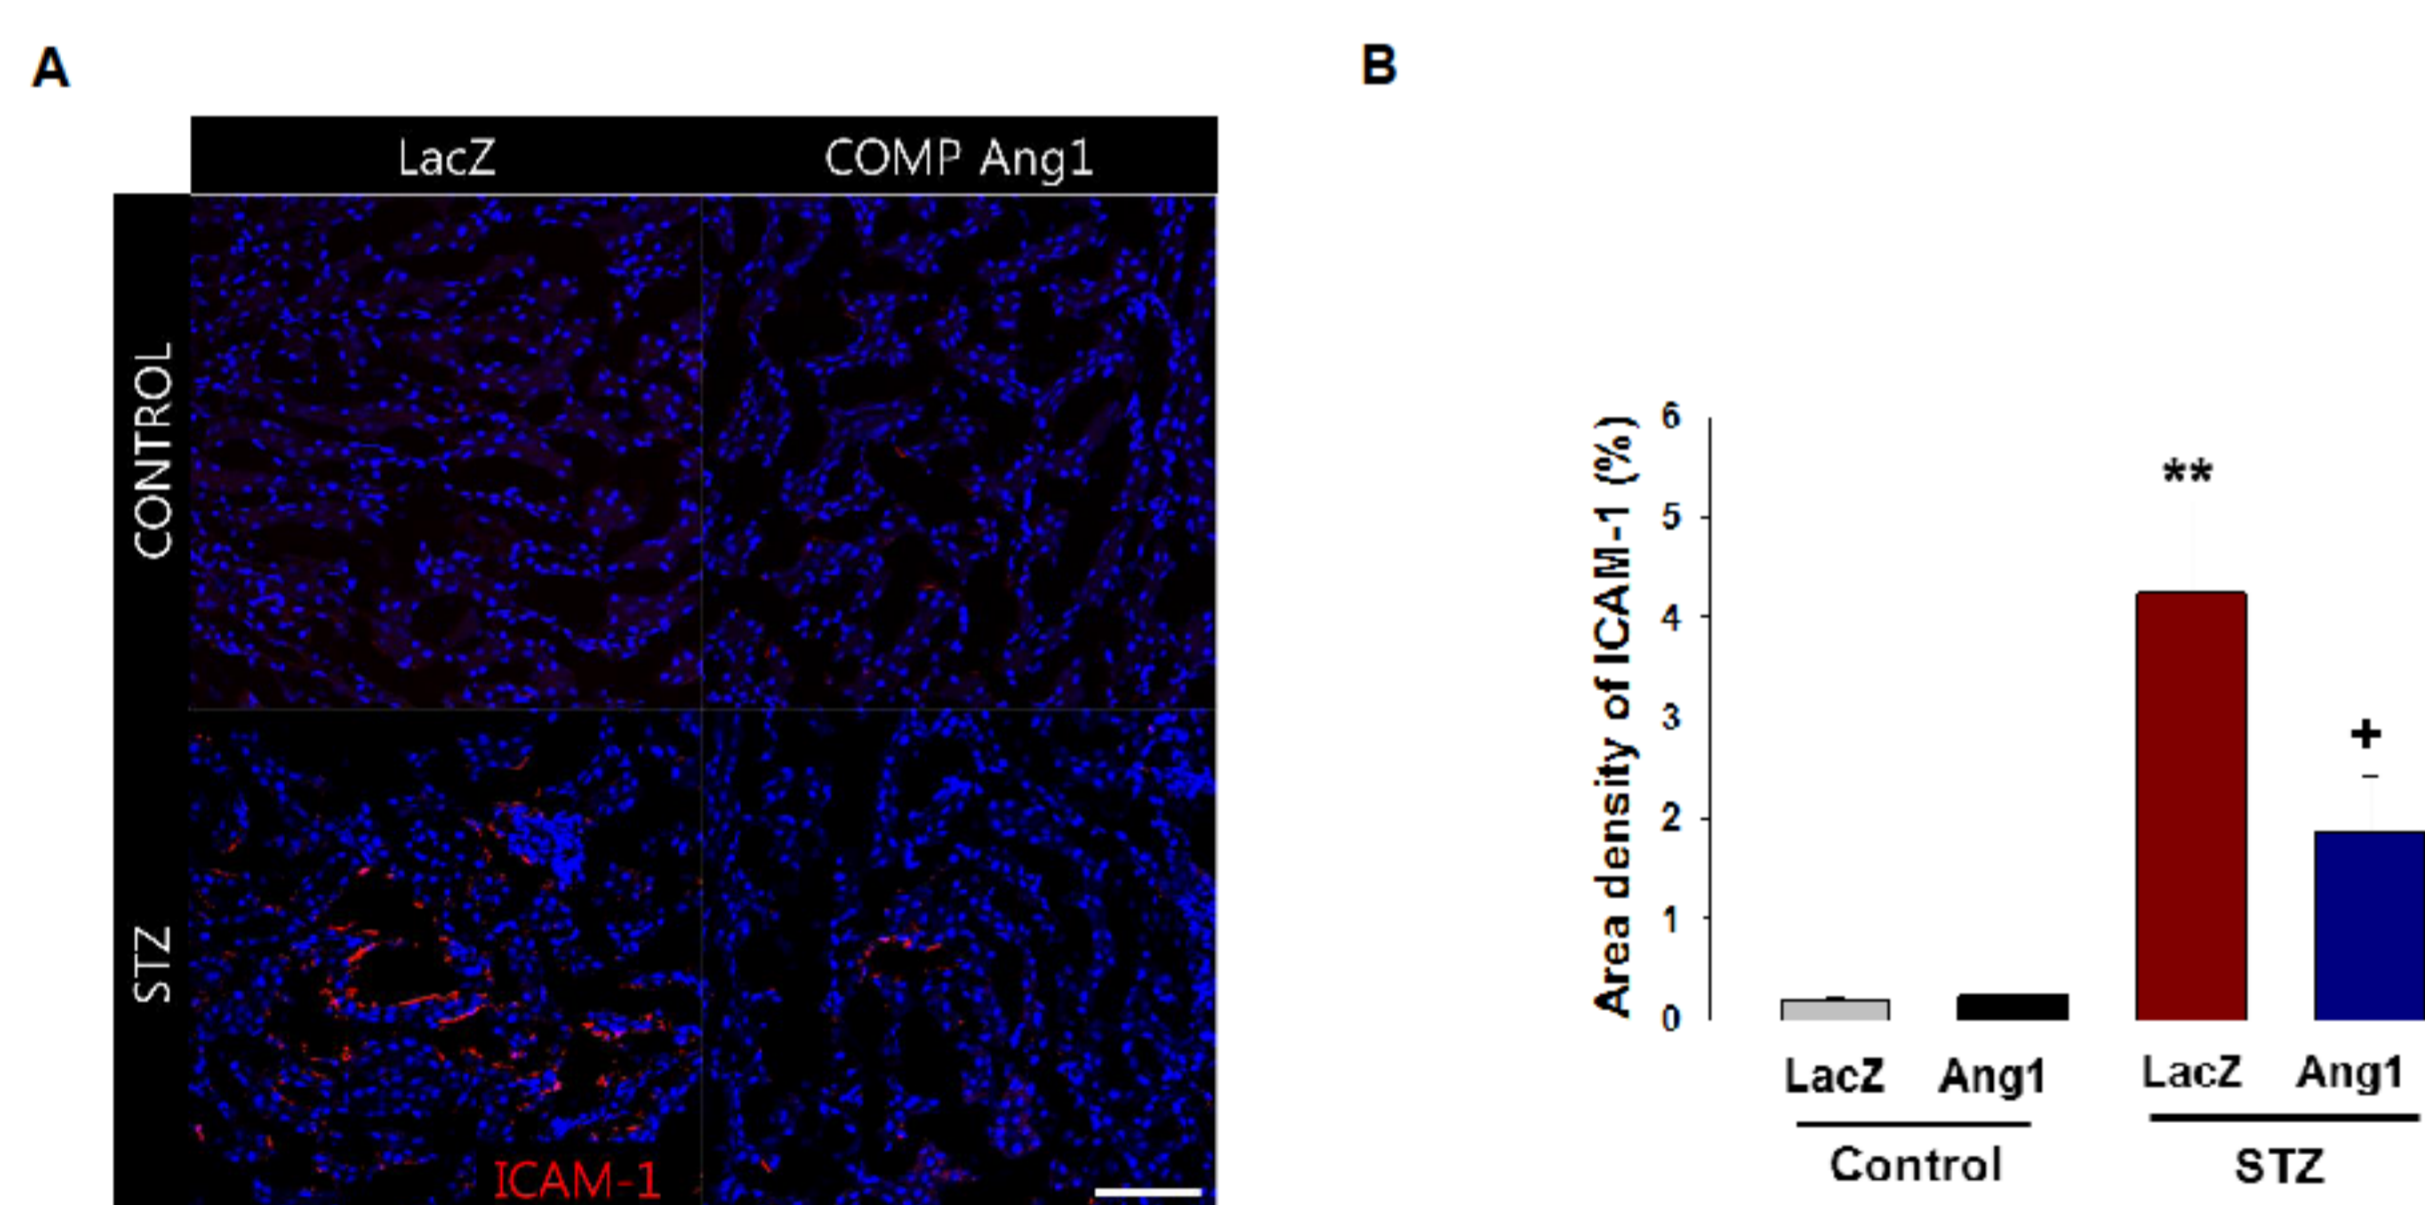 A
B
LacZ
COMP Ang1
CONTROL
STZ
ICAM-1
Area density of ICAM-1 (%)
6
5
4
3
2
1
0
**
+
LacZ
Ang1
LacZ
Ang1
Control
STZ